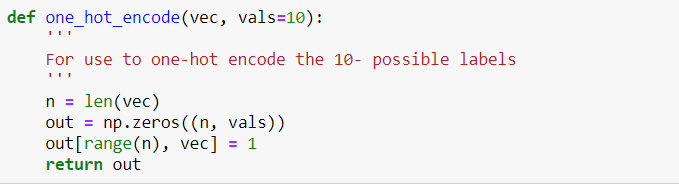 def one_hot_encode(vec, vals=10):
    '''
    For use to one-hot encode the 10- possible labels
    '''
    n = len(vec)
    out = np.zeros((n, vals))
    out[range(n), vec] = 1
    return out